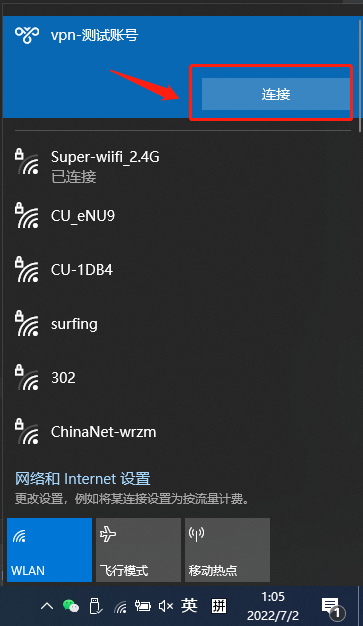 vpn-测试账号
连接
Super-wiifi_2.4G
已连接
CU_eNU9
CU-1DB4
surfing
302
ChinaNet-wrzm
网络和 Internet 设置
更改设置，例如将某连接设置为按流量计费。
WLAN
飞行模式
移动热点
英
拼
1:05
2022/7/2
1